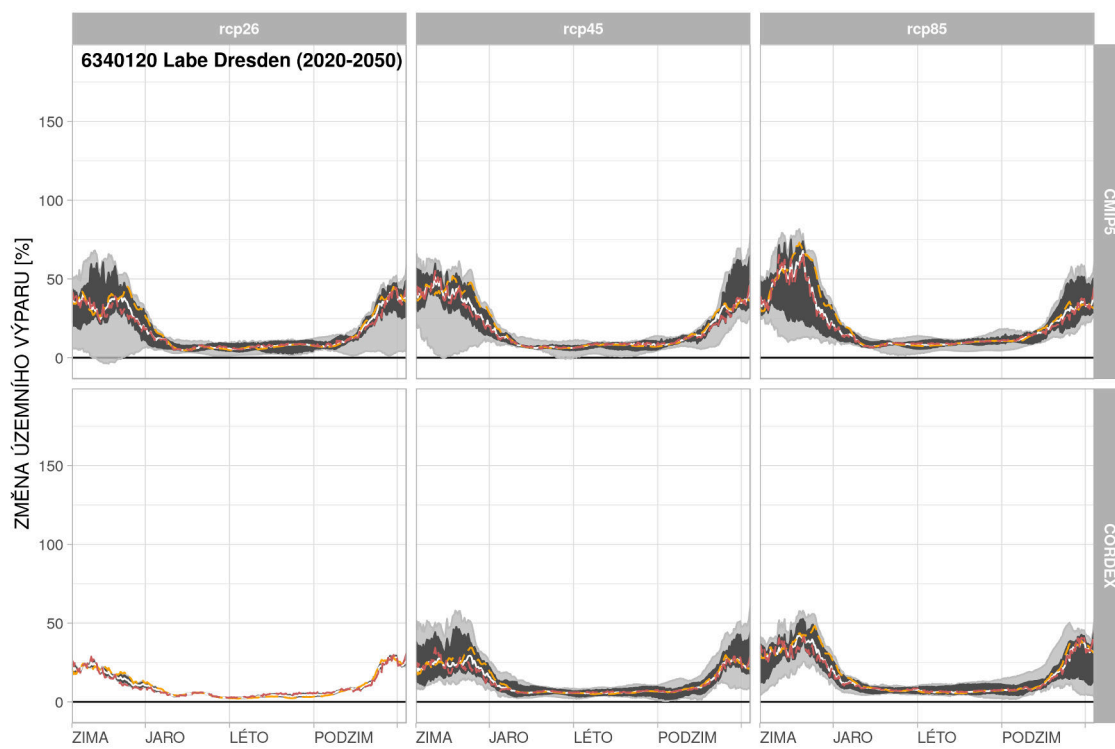 rcp26 rcp45 rcp85
6340120 Labe Dresden (2020-2050)
ZMĚNA ÚZEMNÍHO VÝPARU [%]
150
100
50
0
CMIP5
150
100
50
0
CORDEX
ZIMA JARO LÉTO PODZIM ZIMA JARO LÉTO PODZIM ZIMA JARO LÉTO PODZIM